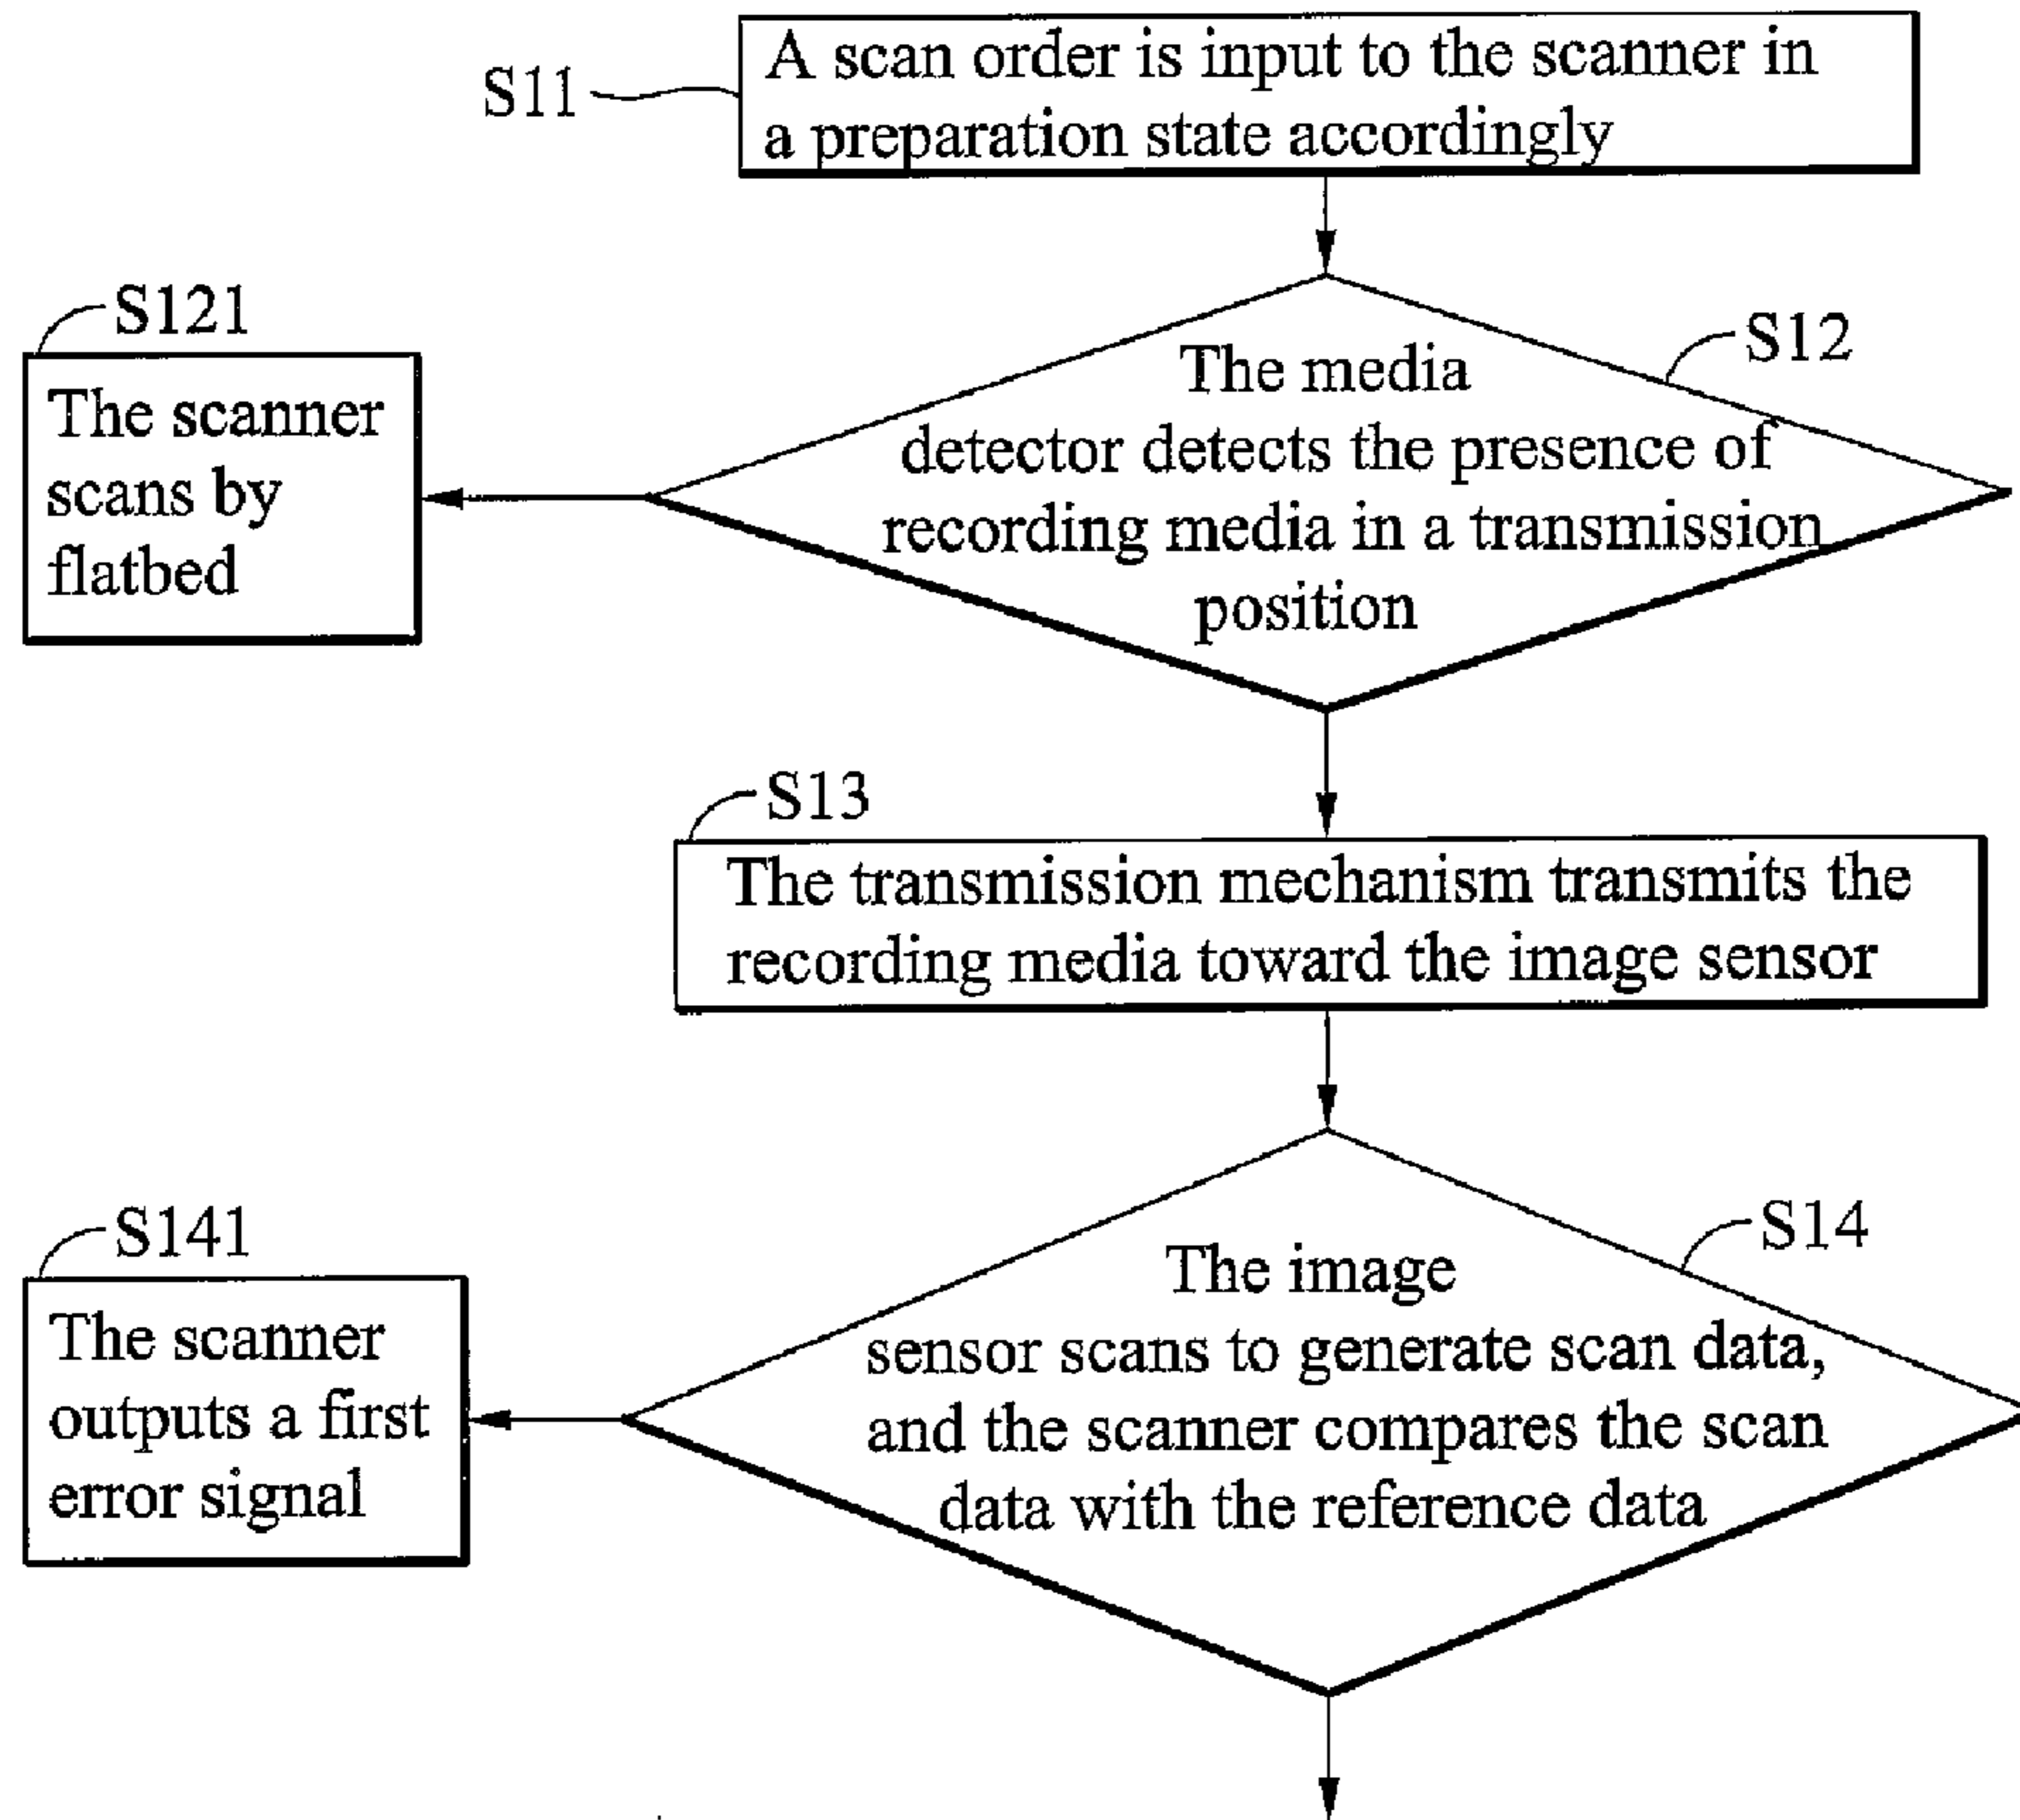 S11
A scan order is input to the scanner in
a preparation state accordingly
S121
The scanner
scans by
flatbed
S12
The media
detector detects the presence of
recording media in a transmission
position
S13
The transmission mechanism transmits the
recording media toward the image sensor
S141
The scanner
outputs a first
error signal
S14
The image
sensor scans to generate scan data,
and the scanner compares the scan
data with the reference data